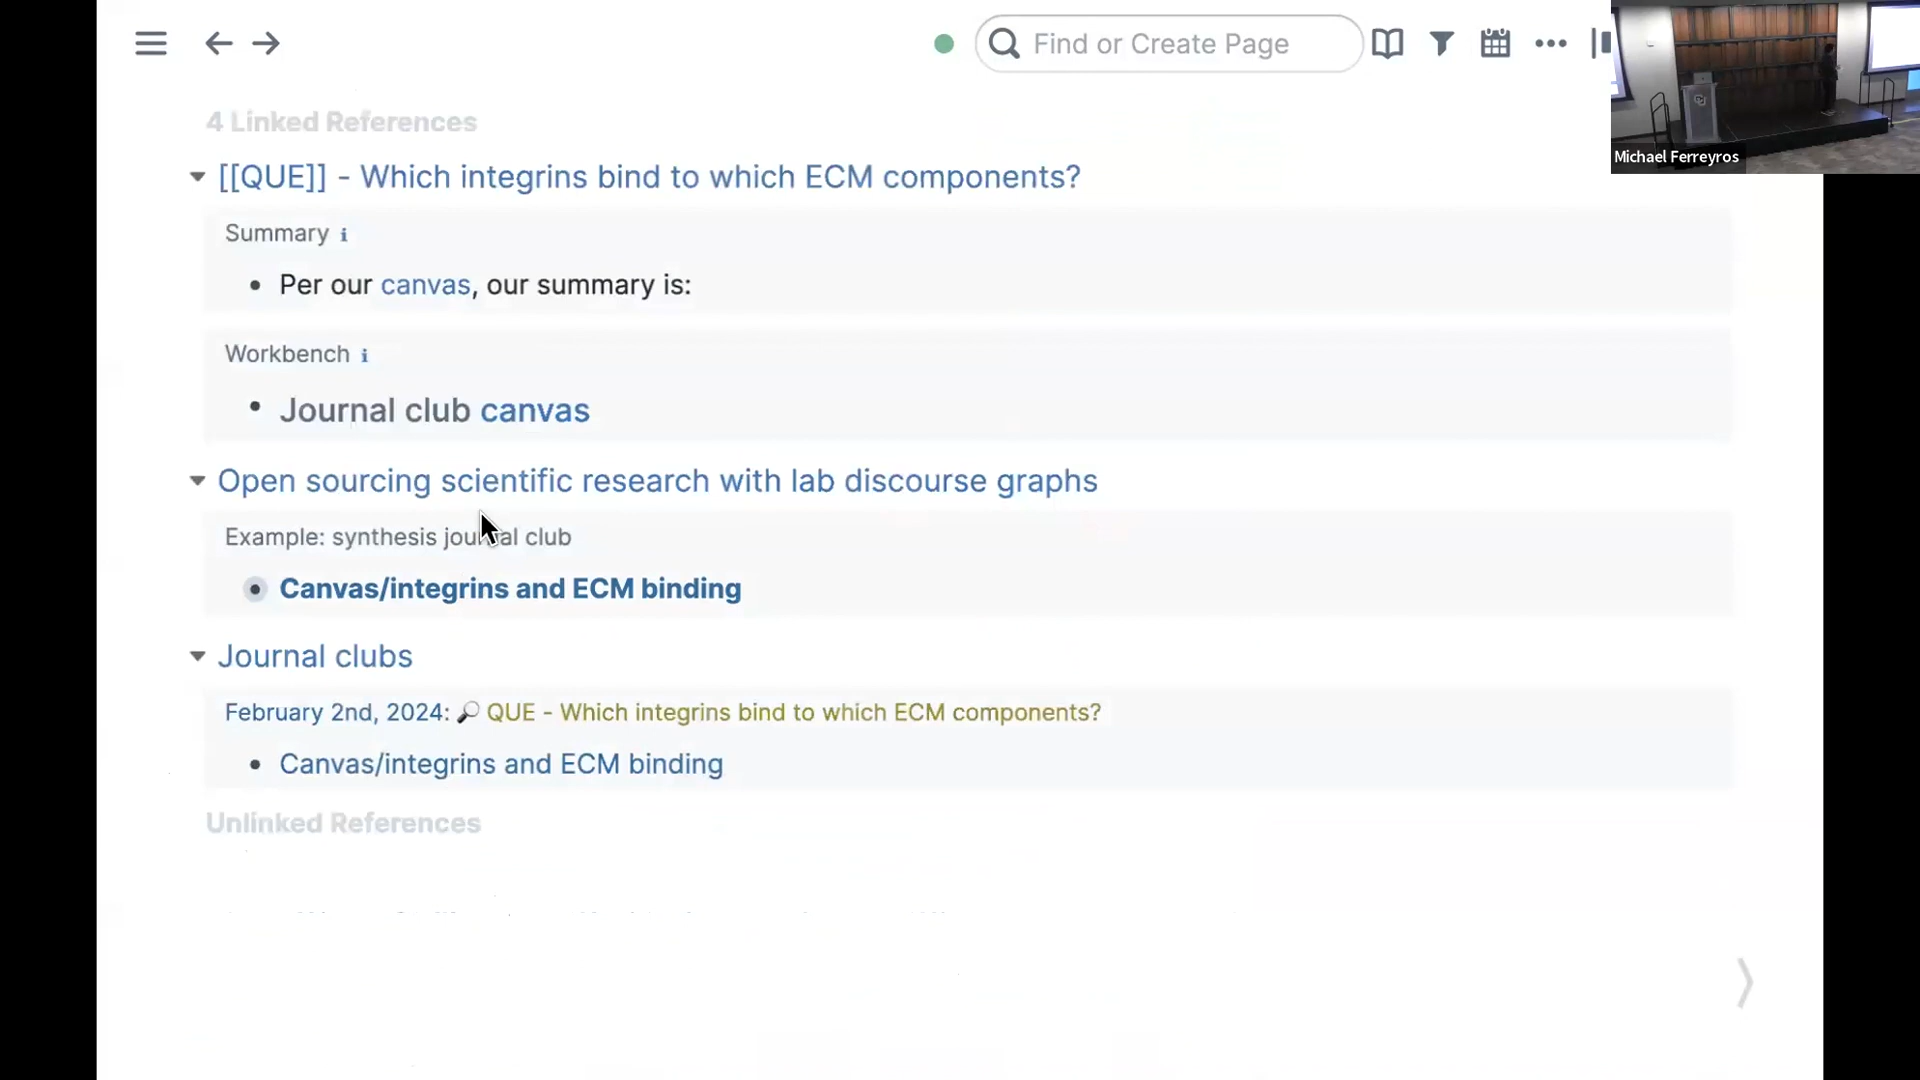 Find or Create Page
Michael Ferreyros
4 Linked References
[[QUE]] - Which integrins bind to which ECM components?
Summary
Per our canvas, our summary is:
Workbench
Journal club canvas
Open sourcing scientific research with lab discourse graphs
Example: synthesis journal club
Canvas/integrins and ECM binding
Journal clubs
February 2nd, 2024: QUE - Which integrins bind to which ECM components?
Canvas/integrins and ECM binding
Unlinked References